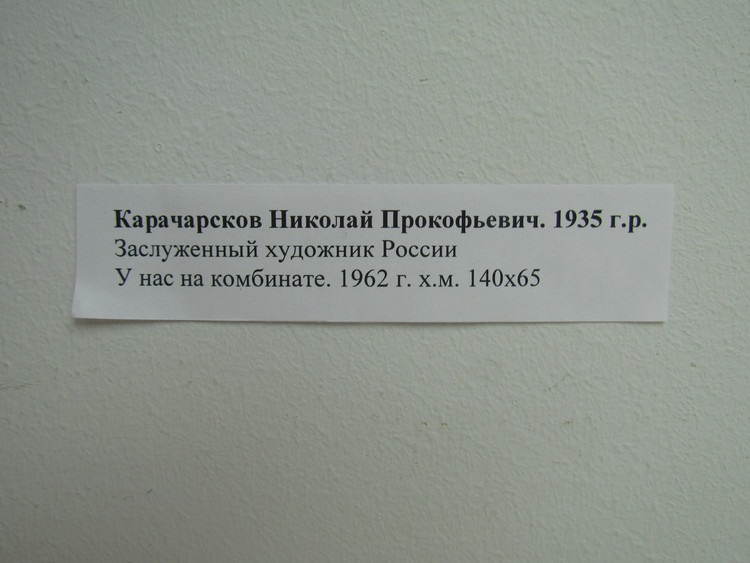 Карачарсков Николай Прокофьевич. 1935 г.р.
Заслуженный художник России
У нас на комбинате. 1962 г. х.м. 140х65